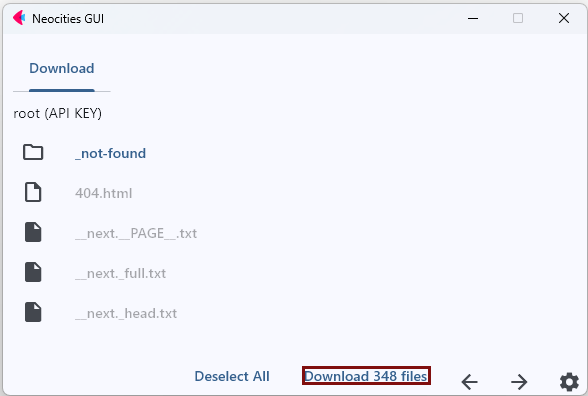 Neocities GUI
Download
root (API KEY)
_not-found
404.html
__next.__PAGE__.txt
__next._full.txt
__next._head.txt
Deselect All Download 348 files